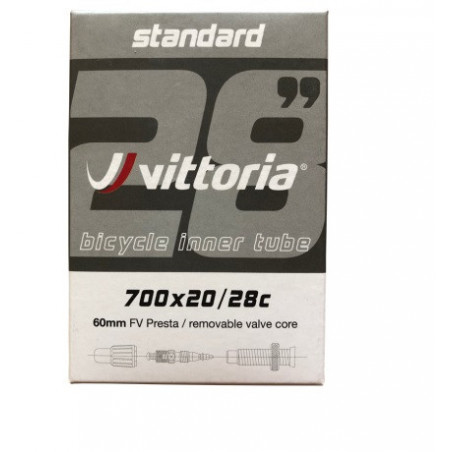 standard
28”
vittoria®
bicycle inner tube
700x20/28c
60mm FV Presta / removable valve core